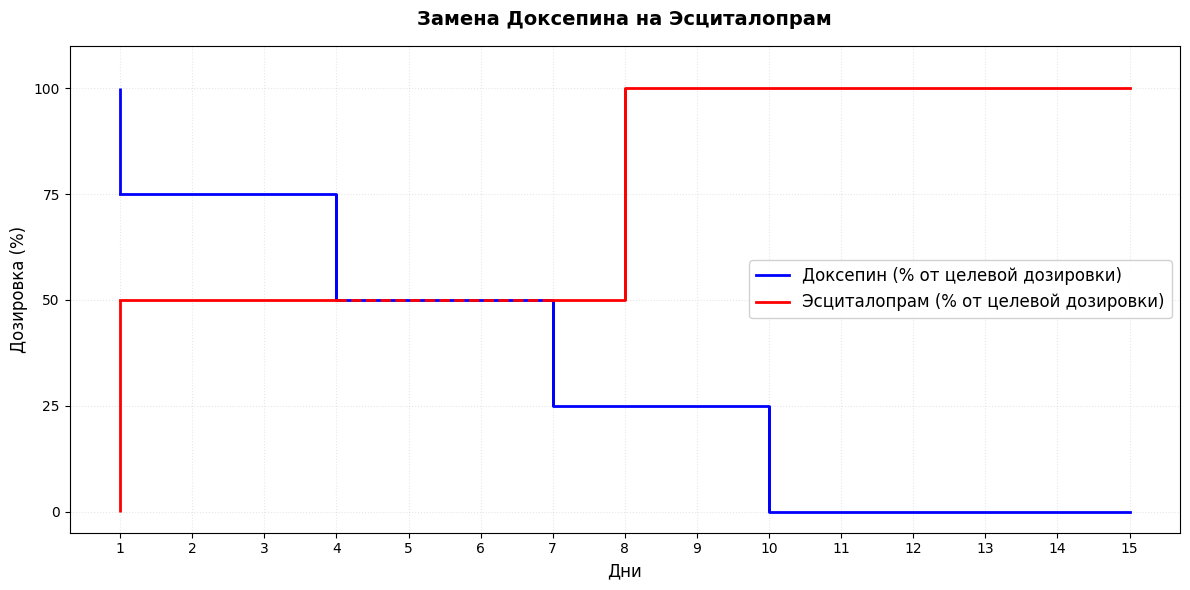 Замена Доксепина на Эсциталопрам
Дозировка (%)
100
75
50
25
0
Доксепин (% от целевой дозировки)
Эсциталопрам (% от целевой дозировки)
1 2 3 4 5 6 7 8 9 10 11 12 13 14 15
Дни